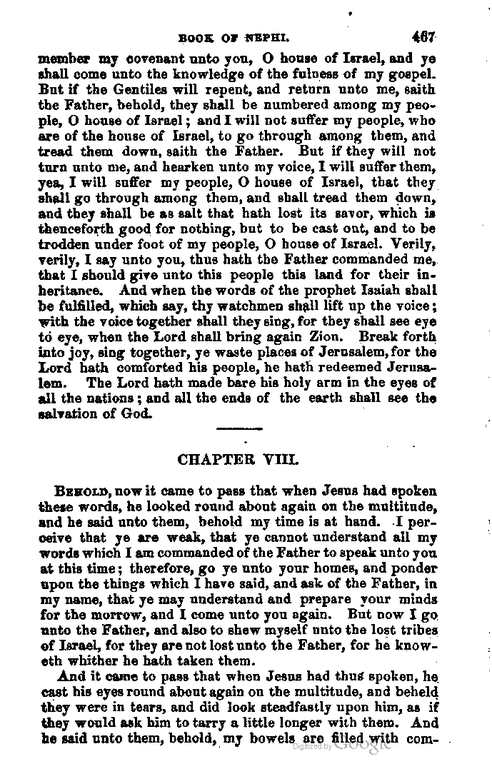 BOOK OF NEPHI. 467
member my covenant unto you, O house of Israel, and ye
shall come unto the knowledge of the fulness of my gospel.
But if the Gentiles will repent, and return unto me, saith
the Father, behold, they shall be numbered among my peo-
ple, O house of Israel; and I will not suffer my people, who
are of the house of Israel, to go through among them, and
tread them down, saith the Father. But if they will not
turn unto me, and hearken unto my voice, I will suffer them,
yea, I will suffer my people, O house of Israel, that they
shall go through among them, and shall tread them down,
and they shall be as salt that hath lost its savor, which is
thenceforth good for nothing, but to be cast out, and to be
trodden under foot of my people, O house of Israel. Verily,
verily, I say unto you, thus hath the Father commanded me,
that I should give unto this people this land for their in-
heritance. And when the words of the prophet Isaiah shall
be fulfilled, which say, thy watchmen shall lift up the voice;
with the voice together shall they sing, for they shall see eye
to eye, when the Lord shall bring again Zion. Break forth
into joy, sing together, ye waste places of Jerusalem, for the
Lord hath comforted his people, he hath redeemed Jerusa-
lem. The Lord hath made bare his holy arm in the eyes of
all the nations; and all the ends of the earth shall see the
salvation of God.
CHAPTER VIII.
BEHOLD, now it came to pass that when Jesus had spoken
these words, he looked round about again on the multitude,
and he said unto them, behold my time is at hand. I per-
ceive that ye are weak, that ye cannot understand all my
words which I am commanded of the Father to speak unto you
at this time; therefore, go ye unto your homes, and ponder
upon the things which I have said, and ask of the Father, in
my name, that ye may understand and prepare your minds
for the morrow, and I come unto you again. But now I go
unto the Father, and also to shew myself unto the lost tribes
of Israel, for they are not lost unto the Father, for he know-
eth whither he hath taken them.
And it came to pass that when Jesus had thus spoken, he
cast his eyes round about again on the multitude, and beheld
they were in tears, and did look steadfastly upon him, as if
they would ask him to tarry a little longer with them. And
he said unto them, behold, my bowels are filled with com-
Digitized by Google